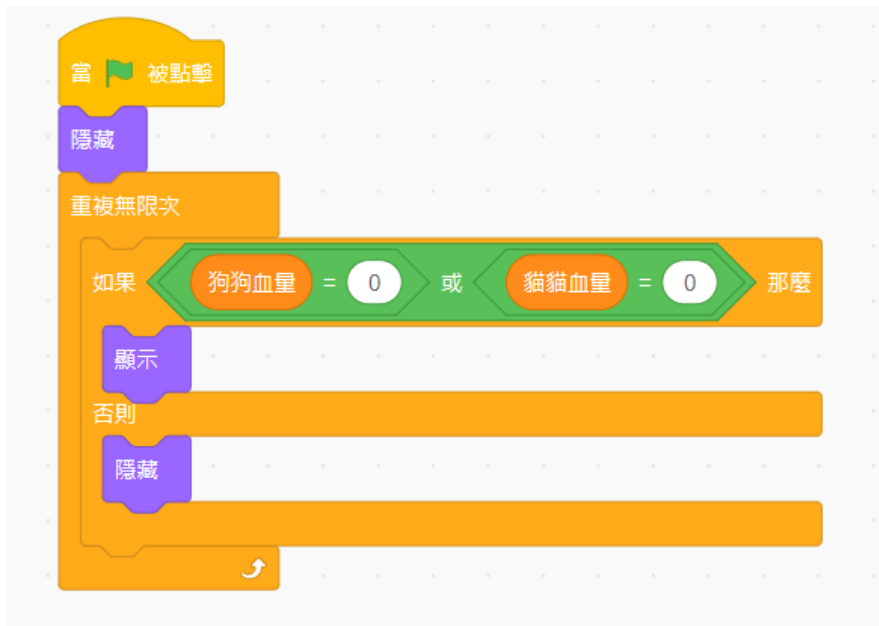 當 被點擊
隱藏
重複無限次
如果 狗狗血量 = 0 或 貓貓血量 = 0 那麼
顯示
否則
隱藏